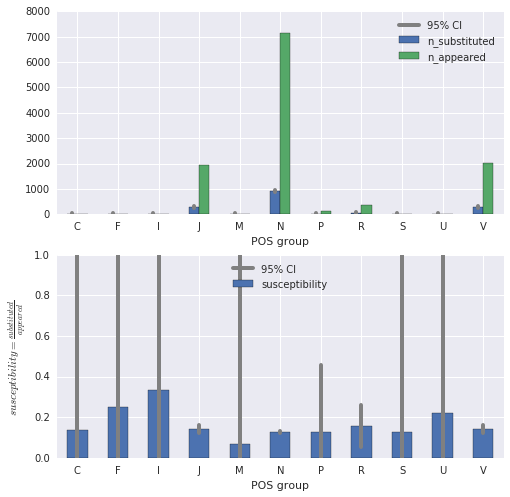 8000
7000
6000
5000
4000
3000
2000
1000
0
95% CI
n_substituted
n_appeared
C F I J M N P R S U V
POS group
1.0
0.8
0.6
0.4
0.2
0.0
susceptibility = substituted/appeared
95% CI
susceptibility
C F I J M N P R S U V
POS group